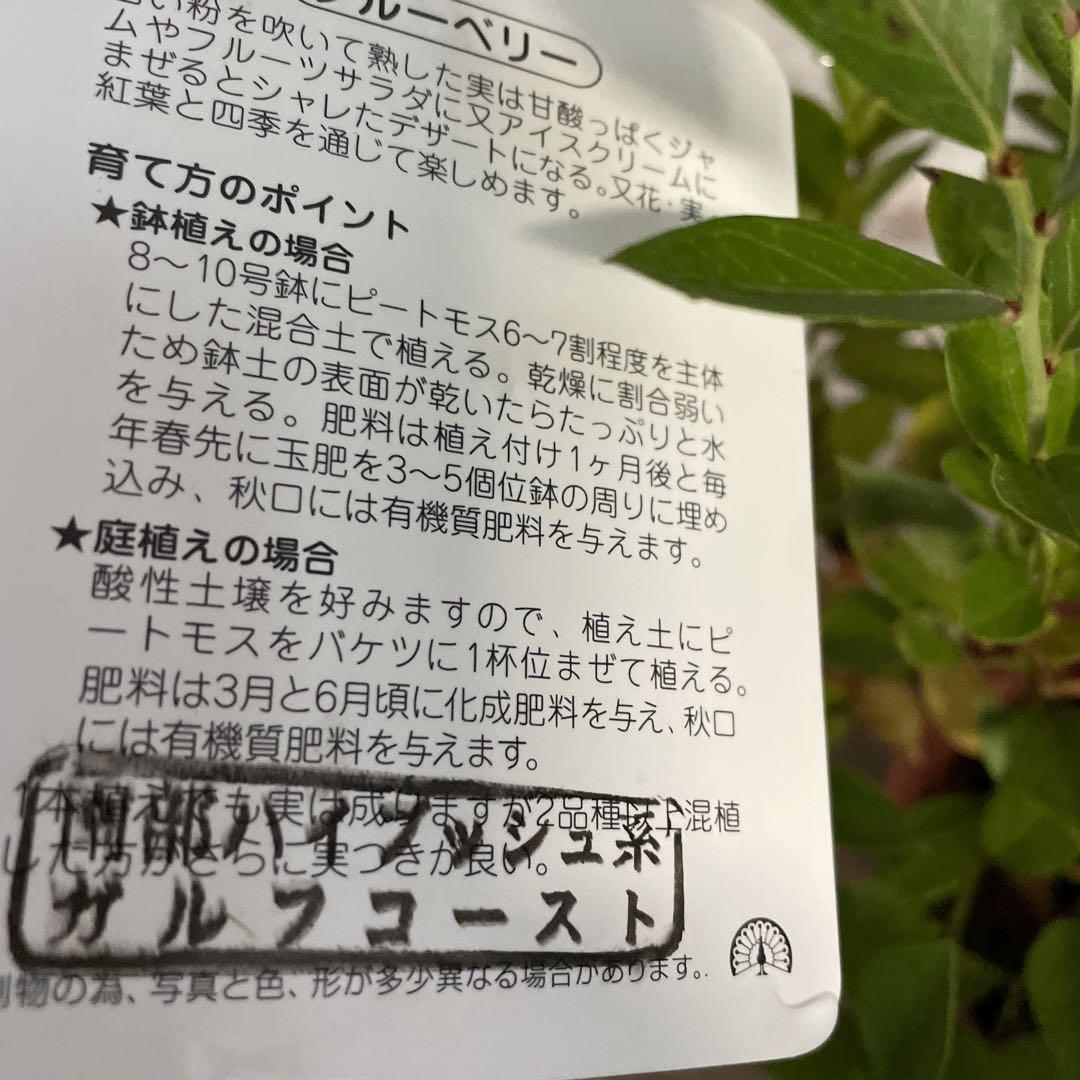 ブルーベリー
い粉を吹いて熟した実は甘酸っぱくジャ
ムやフルーツサラダに又アイスクリームに
まぜるとシャレたデザートになる。又花・実・
紅葉と四季を通じて楽しめます。
育て方のポイント
★鉢植えの場合
8〜10号鉢にピートモス6〜7割程度を主体
にした混合土で植える。乾燥に割合弱い
ため鉢土の表面が乾いたらたっぷりと水
を与える。肥料は植え付け1ヶ月後と毎
年春先に玉肥を3〜5個位鉢の周りに埋め
込み、秋口には有機質肥料を与えます。
★庭植えの場合
酸性土壌を好みますので、植え土にピ
ートモスをバケツに1杯位まぜて植える。
肥料は3月と6月頃に化成肥料を与え、秋口
には有機質肥料を与えます。
1本植えでも実は成りますが2品種以上混植
した方がさらに実つきが良い。
南部ハイブッシュ系
ガルフコースト
物の為、写真と色、形が多少異なる場合があります。